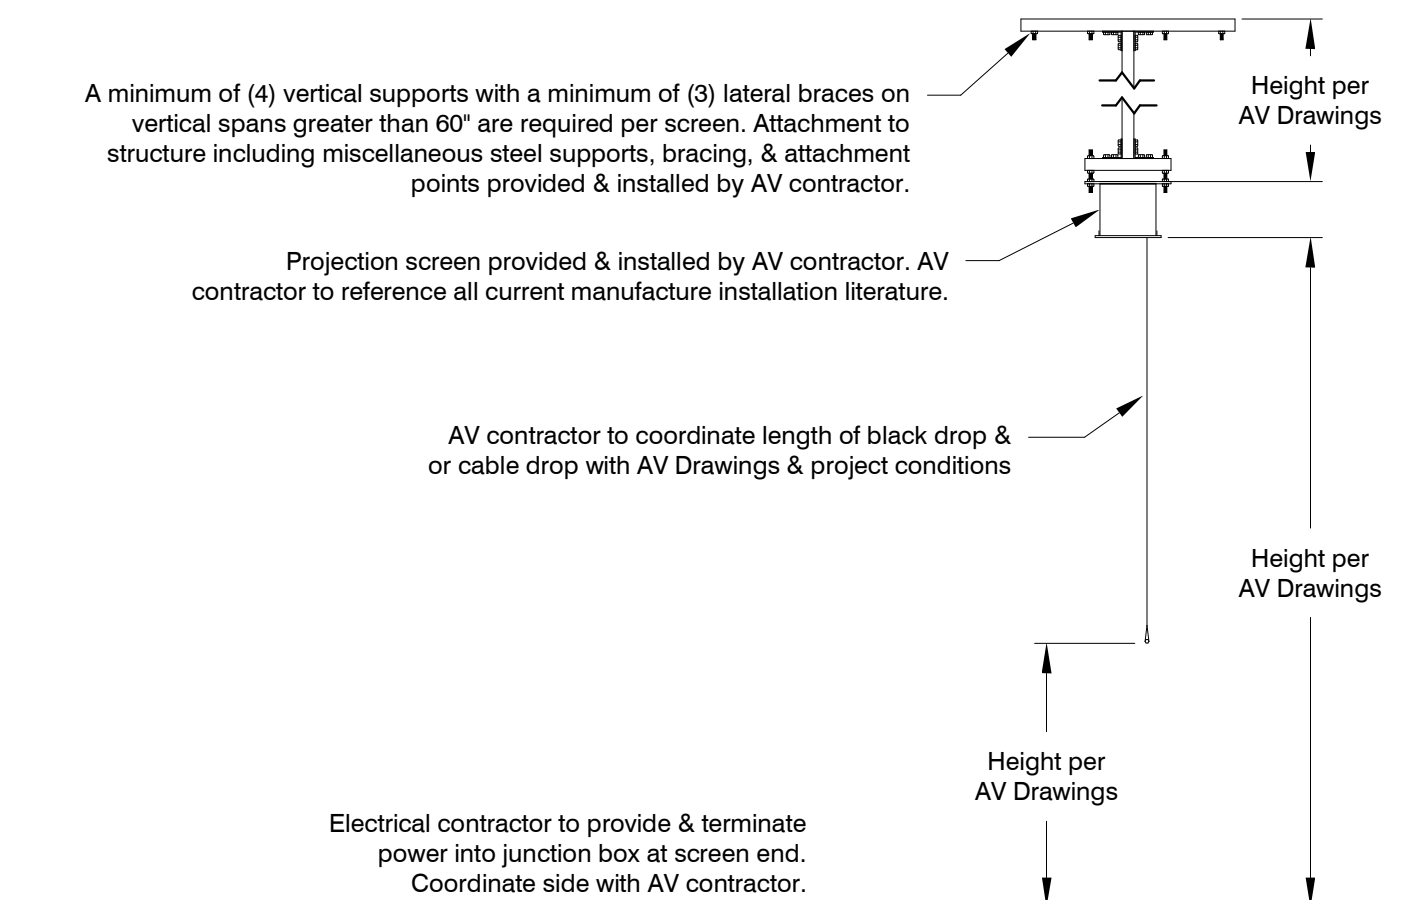 A minimum of (4) vertical supports with a minimum of (3) lateral braces on
vertical spans greater than 60" are required per screen. Attachment to
structure including miscellaneous steel supports, bracing, & attachment
points provided & installed by AV contractor.
Height per
AV Drawings
Projection screen provided & installed by AV contractor. AV
contractor to reference all current manufacture installation literature.
AV contractor to coordinate length of black drop &
or cable drop with AV Drawings & project conditions
Height per
AV Drawings
Height per
AV Drawings
Electrical contractor to provide & terminate
power into junction box at screen end.
Coordinate side with AV contractor.